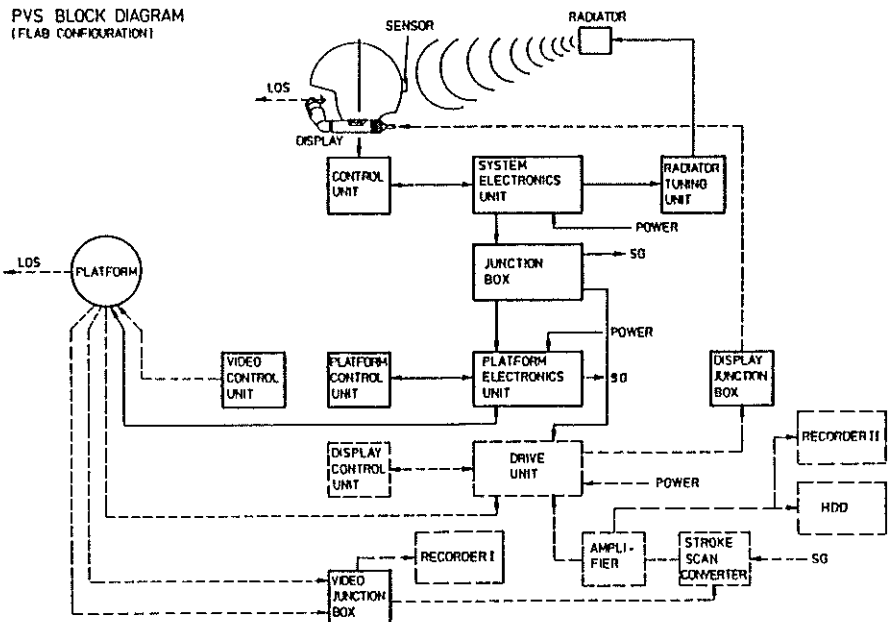 PVS BLOCK DIAGRAM
(FLAB CONFIGURATION)
RADIATOR
SENSOR
LOS
DISPLAY
CONTROL
UNIT
SYSTEM
ELECTRONICS
UNIT
RADIATOR
TUNING
UNIT
POWER
LOS
PLATFORM
JUNCTION
BOX
SG
POWER
VIDEO
CONTROL
UNIT
PLATFORM
CONTROL
UNIT
PLATFORM
ELECTRONICS
UNIT
SG
DISPLAY
JUNCTION
BOX
DISPLAY
CONTROL
UNIT
DRIVE
UNIT
RECORDER II
POWER
HDD
RECORDER I
AMPLI-
FIER
STROKE
SCAN
CONVERTER
SG
VIDEO
JUNCTION
BOX